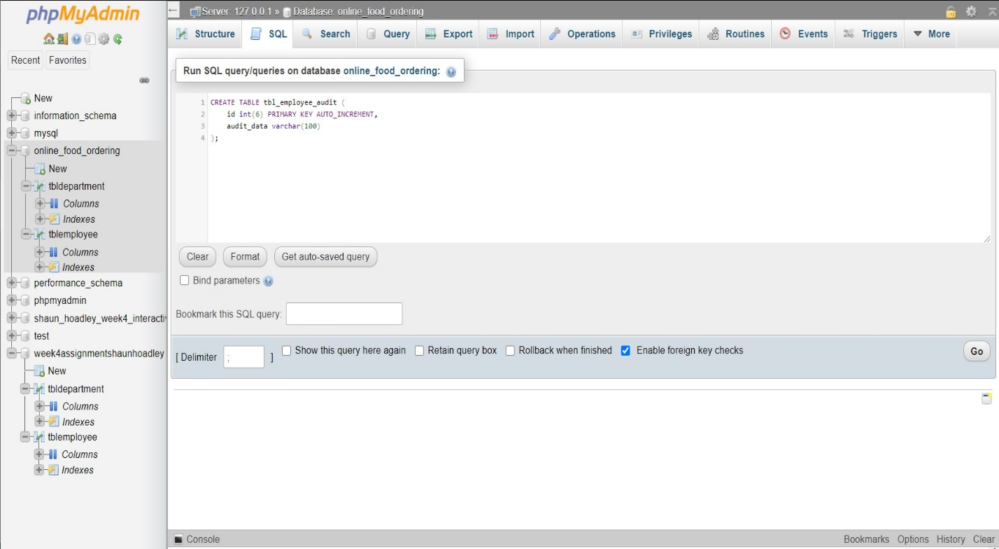 phpMyAdmin
Recent Favorites
New
information_schema
mysql
online_food_ordering
New
tbldepartment
Columns
Indexes
tblemployee
Columns
Indexes
performance_schema
phpmyadmin
shaun_hoadley_week4_interacti
test
week4assignmentshaunhoadley
New
tbldepartment
Columns
Indexes
tblemployee
Columns
Indexes
Server: 127.0.0.1 » Database: online_food_ordering
Structure SQL Search Query Export Import Operations Privileges Routines Events Triggers More
Run SQL query/queries on database online_food_ordering:
1 CREATE TABLE tbl_employee_audit (
2 id int(6) PRIMARY KEY AUTO_INCREMENT,
3 audit_data varchar(100)
4 );
Clear Format Get auto-saved query
Bind parameters
Bookmark this SQL query:
[ Delimiter ; ] Show this query here again Retain query box Rollback when finished Enable foreign key checks Go
Console Bookmarks Options History Clear